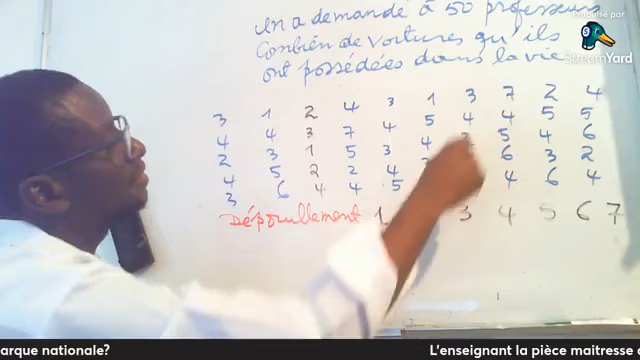 un a demandé à 50 professeurs
Combien de voitures qu'ils
ont possédées dans la vie
Propulsé par
StreamYard
3 1 2 4 3 1 3 7 2 4
4 4 3 7 4 5 4 4 5 5
2 3 1 5 3 4 5 4 6
4 5 2 2 4 6 3 2
3 6 4 4 5 4 6 4
Dépouillement 1 3 4 5 6 7
arque nationale?
L'enseignant la pièce maitresse